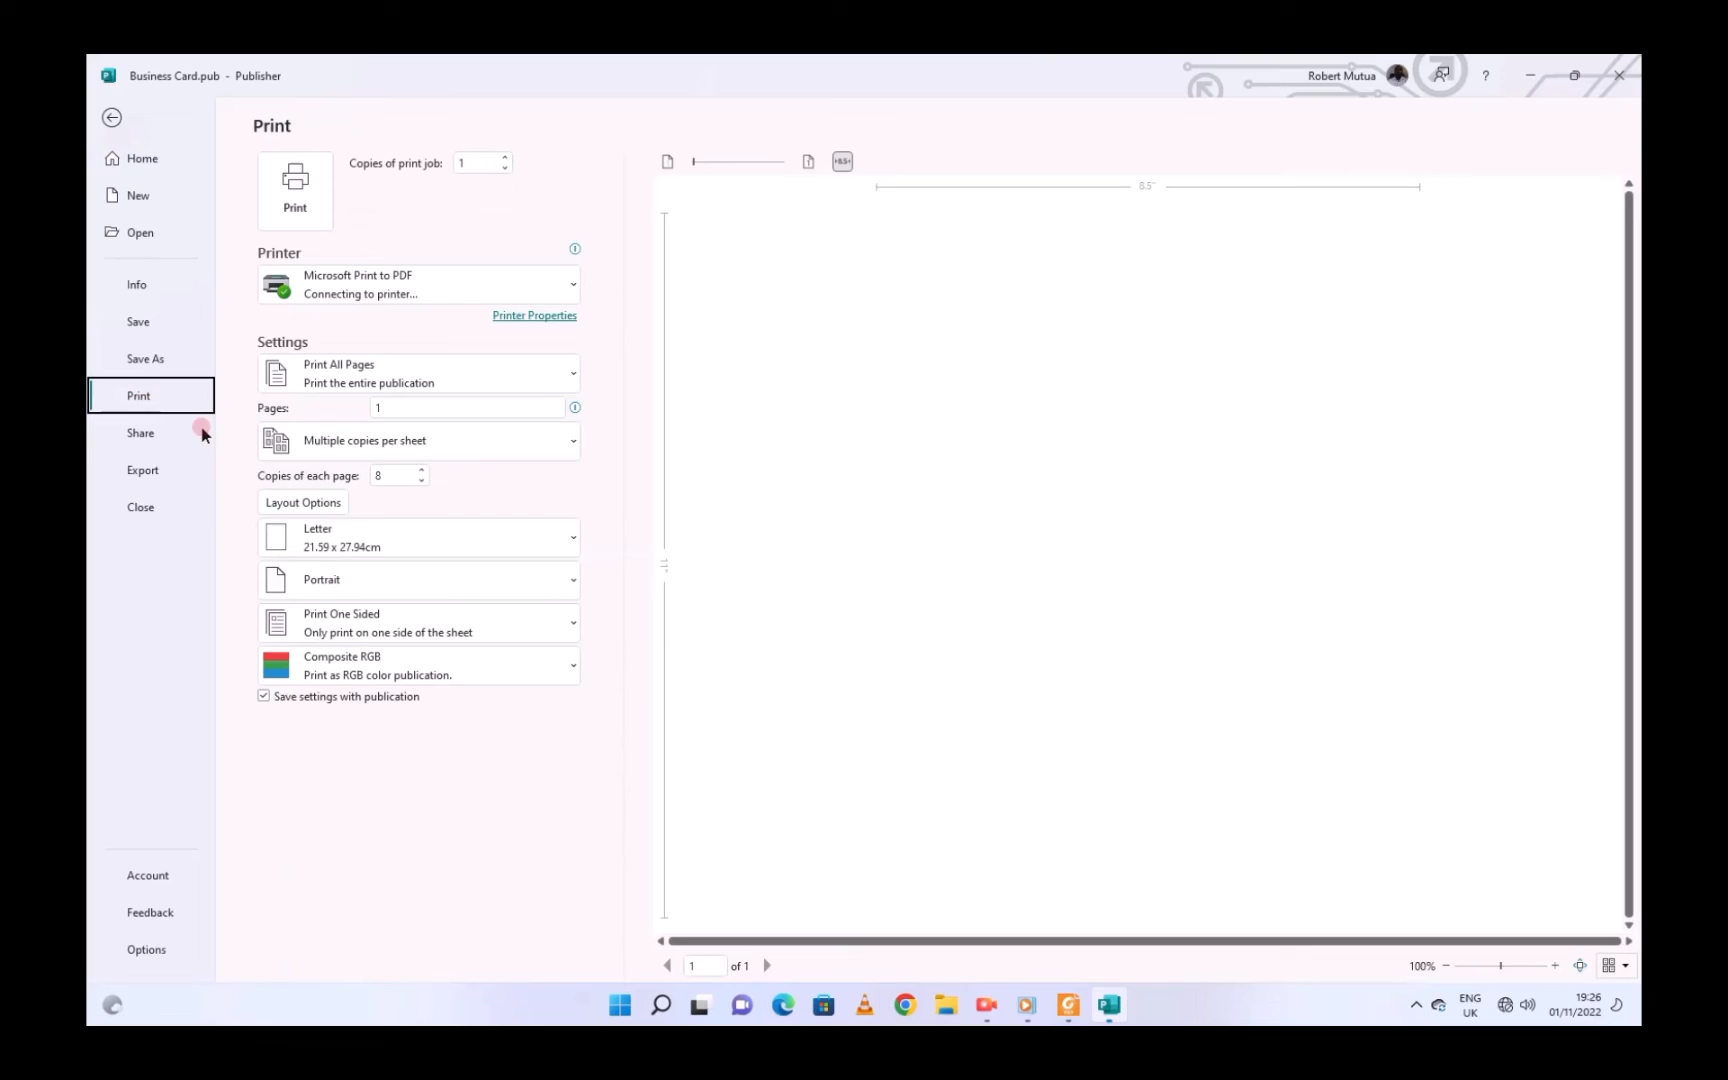 Business Card.pub - Publisher
Robert Mutua
?
Home
New
Open
Info
Save
Save As
Print
Share
Export
Close
Account
Feedback
Options
Print
Print
Copies of print job: 1
Printer
Microsoft Print to PDF
Connecting to printer...
Printer Properties
Settings
Print All Pages
Print the entire publication
Pages: 1
Multiple copies per sheet
Copies of each page: 8
Layout Options
Letter
21.59 x 27.94cm
Portrait
Print One Sided
Only print on one side of the sheet
Composite RGB
Print as RGB color publication.
Save settings with publication
8.5"
1 of 1
100%
ENG
UK
19:26
01/11/2022